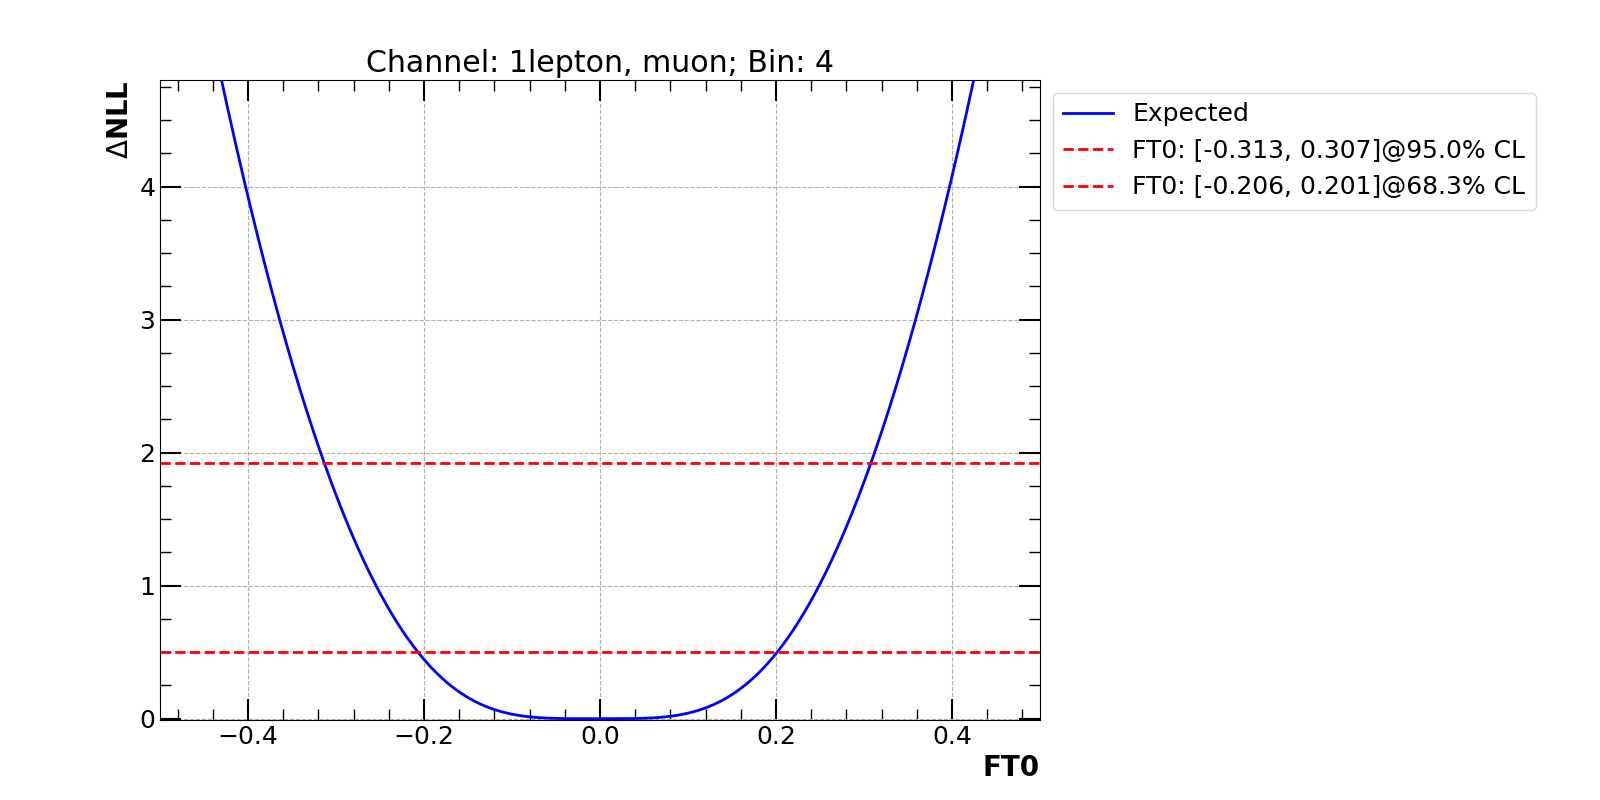 Channel: 1lepton, muon; Bin: 4
ΔNLL
Expected
FT0: [-0.313, 0.307]@95.0% CL
FT0: [-0.206, 0.201]@68.3% CL
4
3
2
1
0
−0.4 −0.2 0.0 0.2 0.4
FT0